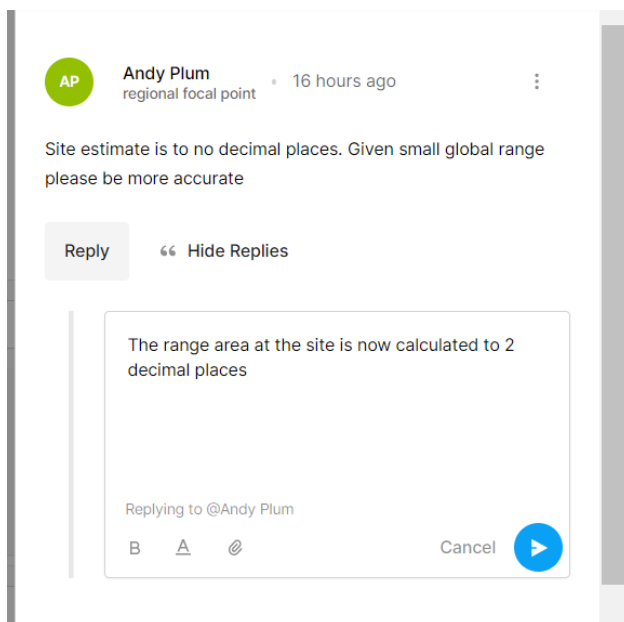 AP
Andy Plum
16 hours ago
regional focal point
Site estimate is to no decimal places. Given small global range
please be more accurate
Reply
Hide Replies
The range area at the site is now calculated to 2
decimal places
Replying to @Andy Plum
B A Cancel